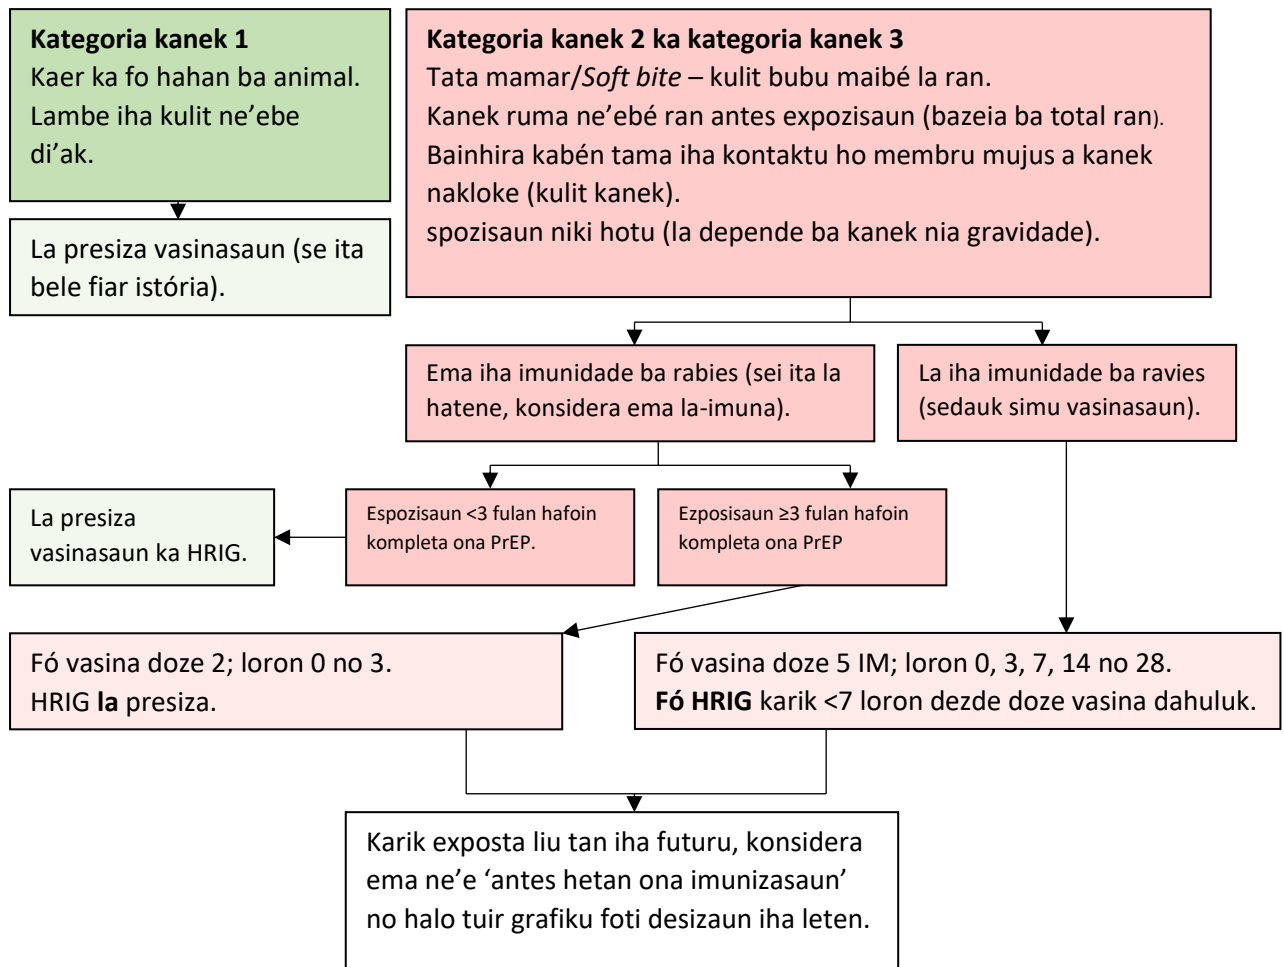 Kategoria kanek 1
Kaer ka fo hahan ba animal.
Lambe iha kulit ne'ebe
di'ak.
La presiza vasinasaun (se ita
bele fiar istória).
Kategoria kanek 2 ka kategoria kanek 3
Tata mamar/Soft bite – kulit bubu maibé la ran.
Kanek ruma ne'ebé ran antes expozisaun (bazeia ba total ran).
Bainhira kabén tama iha kontaktu ho membru mujus a kanek
nakloke (kulit kanek).
spozisaun niki hotu (la depende ba kanek nia gravidade).
Ema iha imunidade ba rabies (sei ita la
hatene, konsidera ema la-imuna).
La iha imunidade ba ravies
(sedauk simu vasinasaun).
La presiza
vasinasaun ka HRIG.
Espozisaun <3 fulan hafoin
kompleta ona PrEP.
Ezposisaun ≥3 fulan hafoin
kompleta ona PrEP
Fó vasina doze 2; loron 0 no 3.
HRIG la presiza.
Fó vasina doze 5 IM; loron 0, 3, 7, 14 no 28.
Fó HRIG karik <7 loron dezde doze vasina dahuluk.
Karik exposta liu tan iha futuru, konsidera
ema ne'e 'antes hetan ona imunizasaun'
no halo tuir grafiku foti desizaun iha leten.